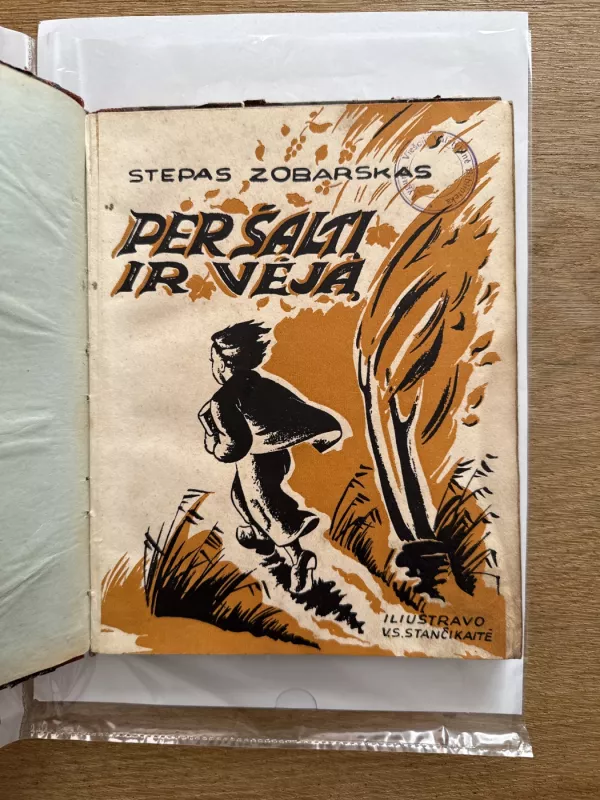 STEPAS ZOBARSKAS
PER ŠALTĮ
IR VĖJĄ
ILIUSTRAVO
V.S.STANČIKAITĖ